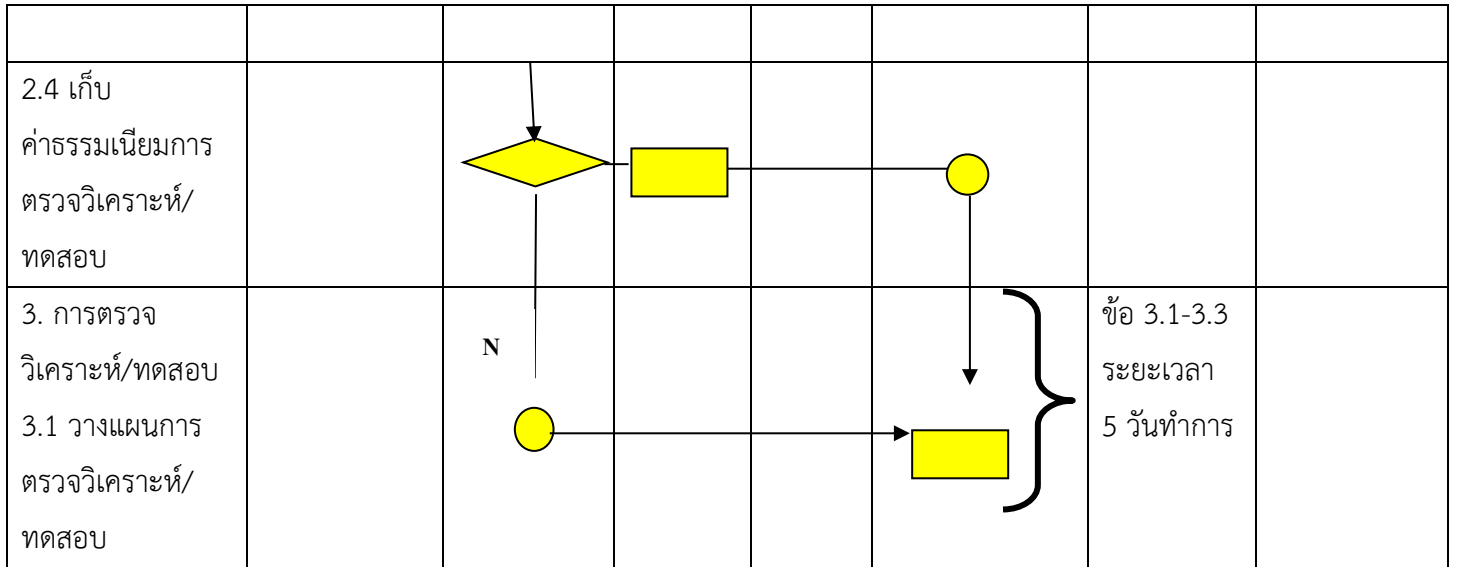 2.4 เก็บ
ค่าธรรมเนียมการ
ตรวจวิเคราะห์/
ทดสอบ
3. การตรวจ
วิเคราะห์/ทดสอบ
3.1 วางแผนการ
ตรวจวิเคราะห์/
ทดสอบ
N
ข้อ 3.1-3.3
ระยะเวลา
5 วันทำการ